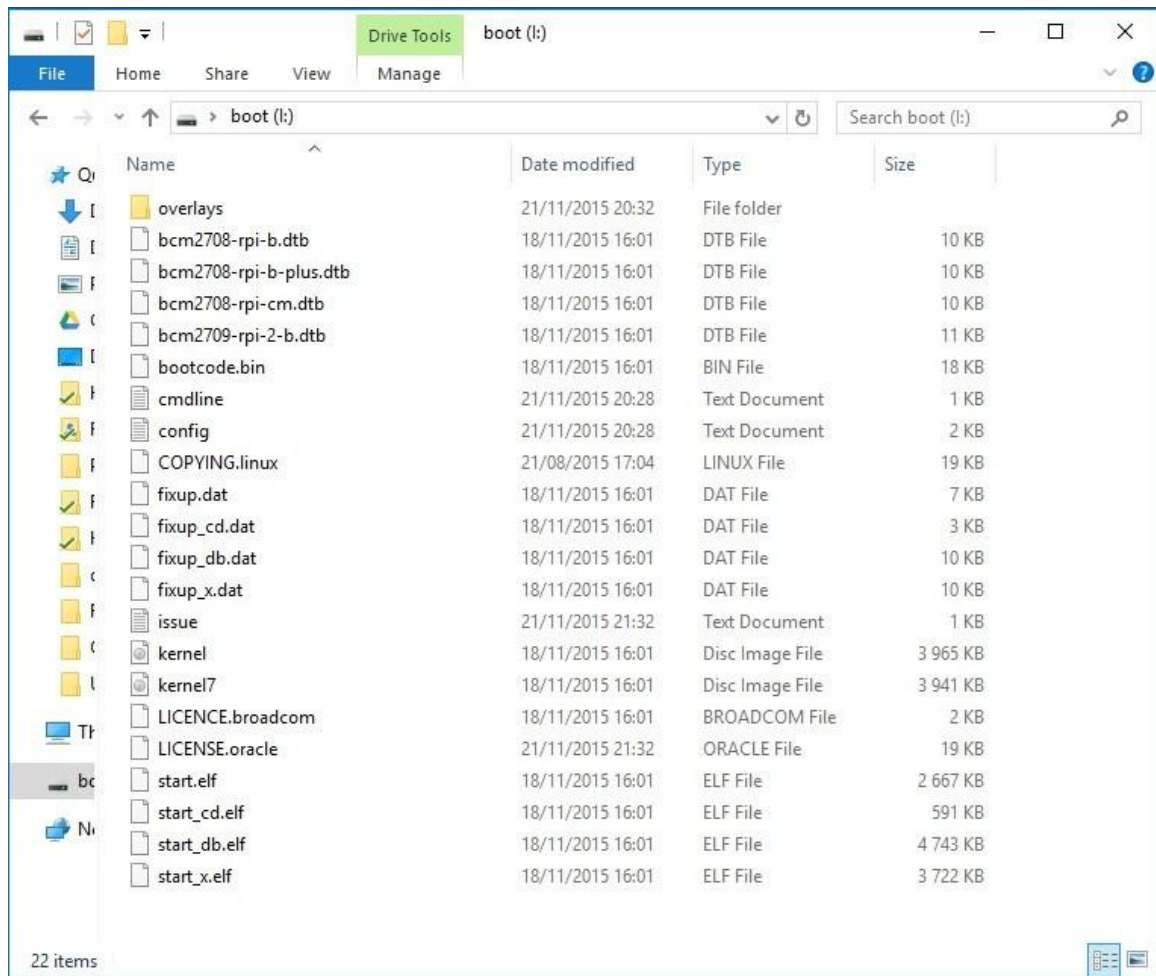 Drive Tools boot (I:)
File Home Share View Manage
boot (I:) Search boot (I:)
Name Date modified Type Size
overlays 21/11/2015 20:32 File folder
bcm2708-rpi-b.dtb 18/11/2015 16:01 DTB File 10 KB
bcm2708-rpi-b-plus.dtb 18/11/2015 16:01 DTB File 10 KB
bcm2708-rpi-cm.dtb 18/11/2015 16:01 DTB File 10 KB
bcm2709-rpi-2-b.dtb 18/11/2015 16:01 DTB File 11 KB
bootcode.bin 18/11/2015 16:01 BIN File 18 KB
cmdline 21/11/2015 20:28 Text Document 1 KB
config 21/11/2015 20:28 Text Document 2 KB
COPYING.linux 21/08/2015 17:04 LINUX File 19 KB
fixup.dat 18/11/2015 16:01 DAT File 7 KB
fixup_cd.dat 18/11/2015 16:01 DAT File 3 KB
fixup_db.dat 18/11/2015 16:01 DAT File 10 KB
fixup_x.dat 18/11/2015 16:01 DAT File 10 KB
issue 21/11/2015 21:32 Text Document 1 KB
kernel 18/11/2015 16:01 Disc Image File 3 965 KB
kernel7 18/11/2015 16:01 Disc Image File 3 941 KB
LICENCE.broadcom 18/11/2015 16:01 BROADCOM File 2 KB
LICENSE.oracle 21/11/2015 21:32 ORACLE File 19 KB
start.elf 18/11/2015 16:01 ELF File 2 667 KB
start_cd.elf 18/11/2015 16:01 ELF File 591 KB
start_db.elf 18/11/2015 16:01 ELF File 4 743 KB
start_x.elf 18/11/2015 16:01 ELF File 3 722 KB
22 items